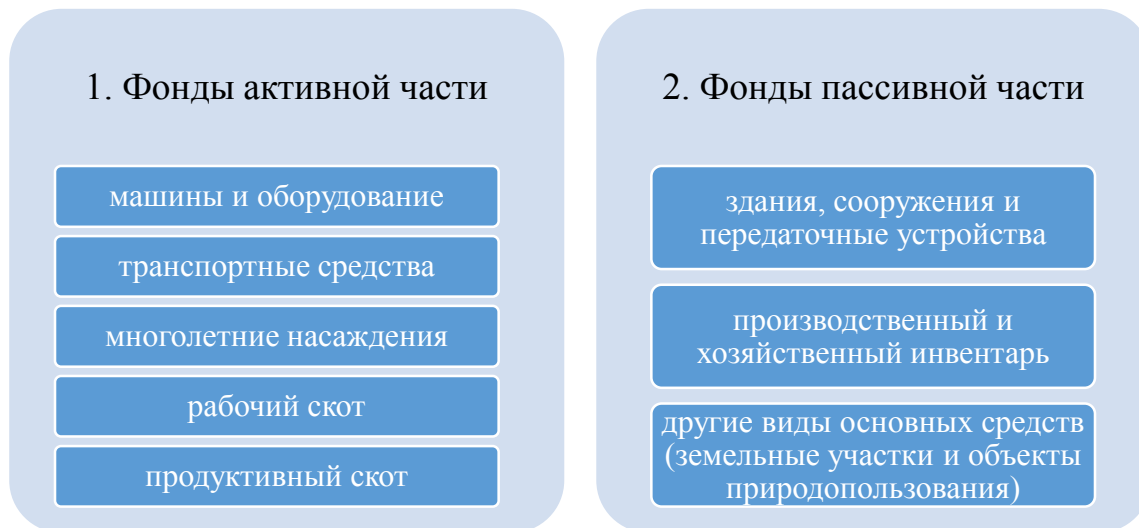 1. Фонды активной части
машины и оборудование
транспортные средства
многолетние насаждения
рабочий скот
продуктивный скот
2. Фонды пассивной части
здания, сооружения и
передаточные устройства
производственный и
хозяйственный инвентарь
другие виды основных средств
(земельные участки и объекты
природопользования)